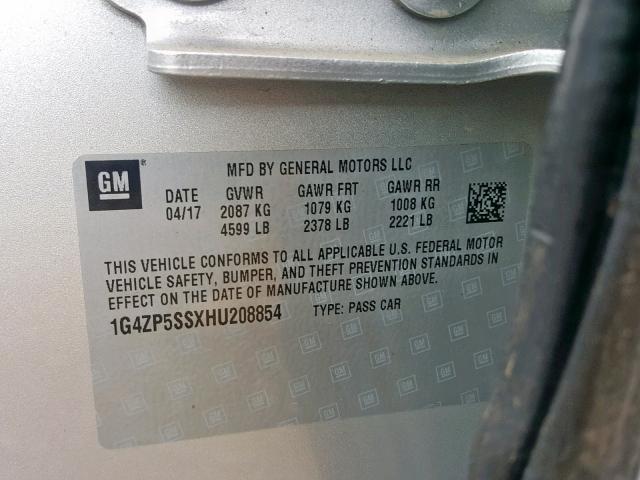 GM
MFD BY GENERAL MOTORS LLC
DATE GVWR GAWR FRT GAWR RR
04/17 2087 KG 1079 KG 1008 KG
4599 LB 2378 LB 2221 LB
THIS VEHICLE CONFORMS TO ALL APPLICABLE U.S. FEDERAL MOTOR
VEHICLE SAFETY, BUMPER, AND THEFT PREVENTION STANDARDS IN
EFFECT ON THE DATE OF MANUFACTURE SHOWN ABOVE.
1G4ZP5SSXHU208854 TYPE: PASS CAR